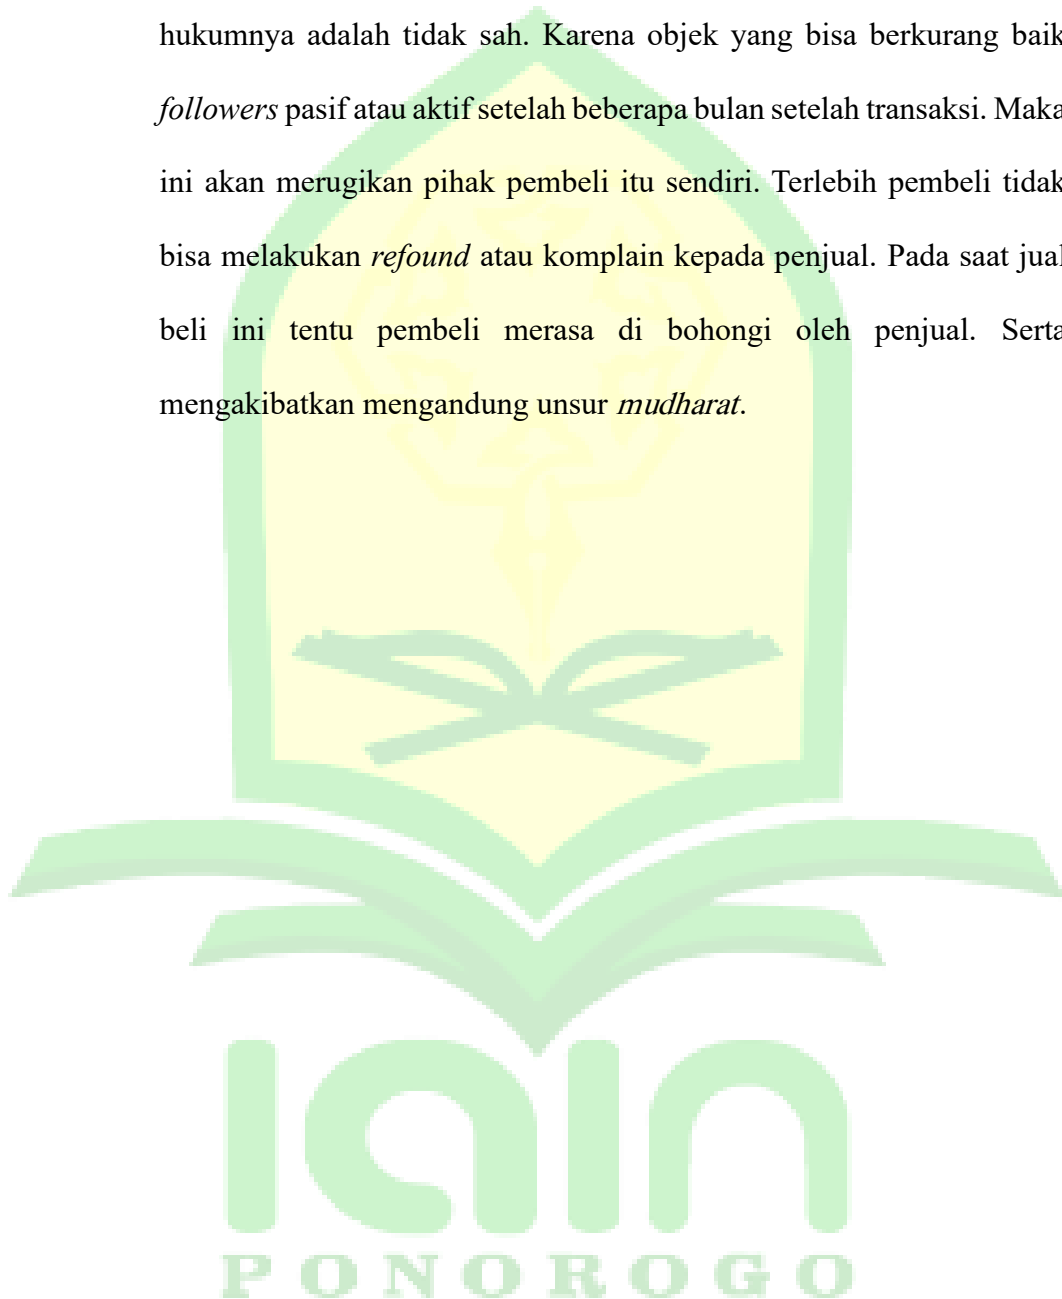 hukumnya adalah tidak sah. Karena objek yang bisa berkurang baik
followers pasif atau aktif setelah beberapa bulan setelah transaksi. Maka
ini akan merugikan pihak pembeli itu sendiri. Terlebih pembeli tidak
bisa melakukan refound atau komplain kepada penjual. Pada saat jual
beli ini tentu pembeli merasa di bohongi oleh penjual. Serta
mengakibatkan mengandung unsur mudharat.
iain
PONOROGO